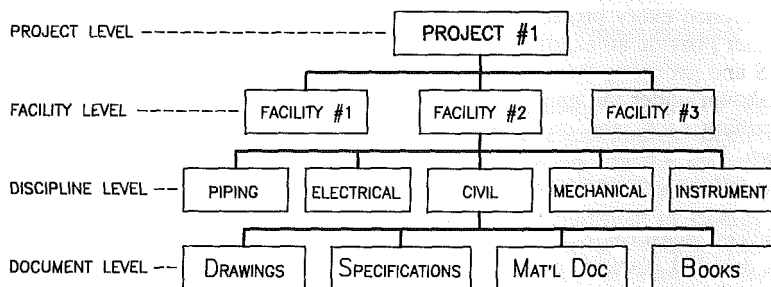 PROJECT LEVEL PROJECT #1
FACILITY LEVEL FACILITY #1 FACILITY #2 FACILITY #3
DISCIPLINE LEVEL PIPING ELECTRICAL CIVIL MECHANICAL INSTRUMENT
DOCUMENT LEVEL DRAWINGS SPECIFICATIONS MAT'L DOC BOOKS